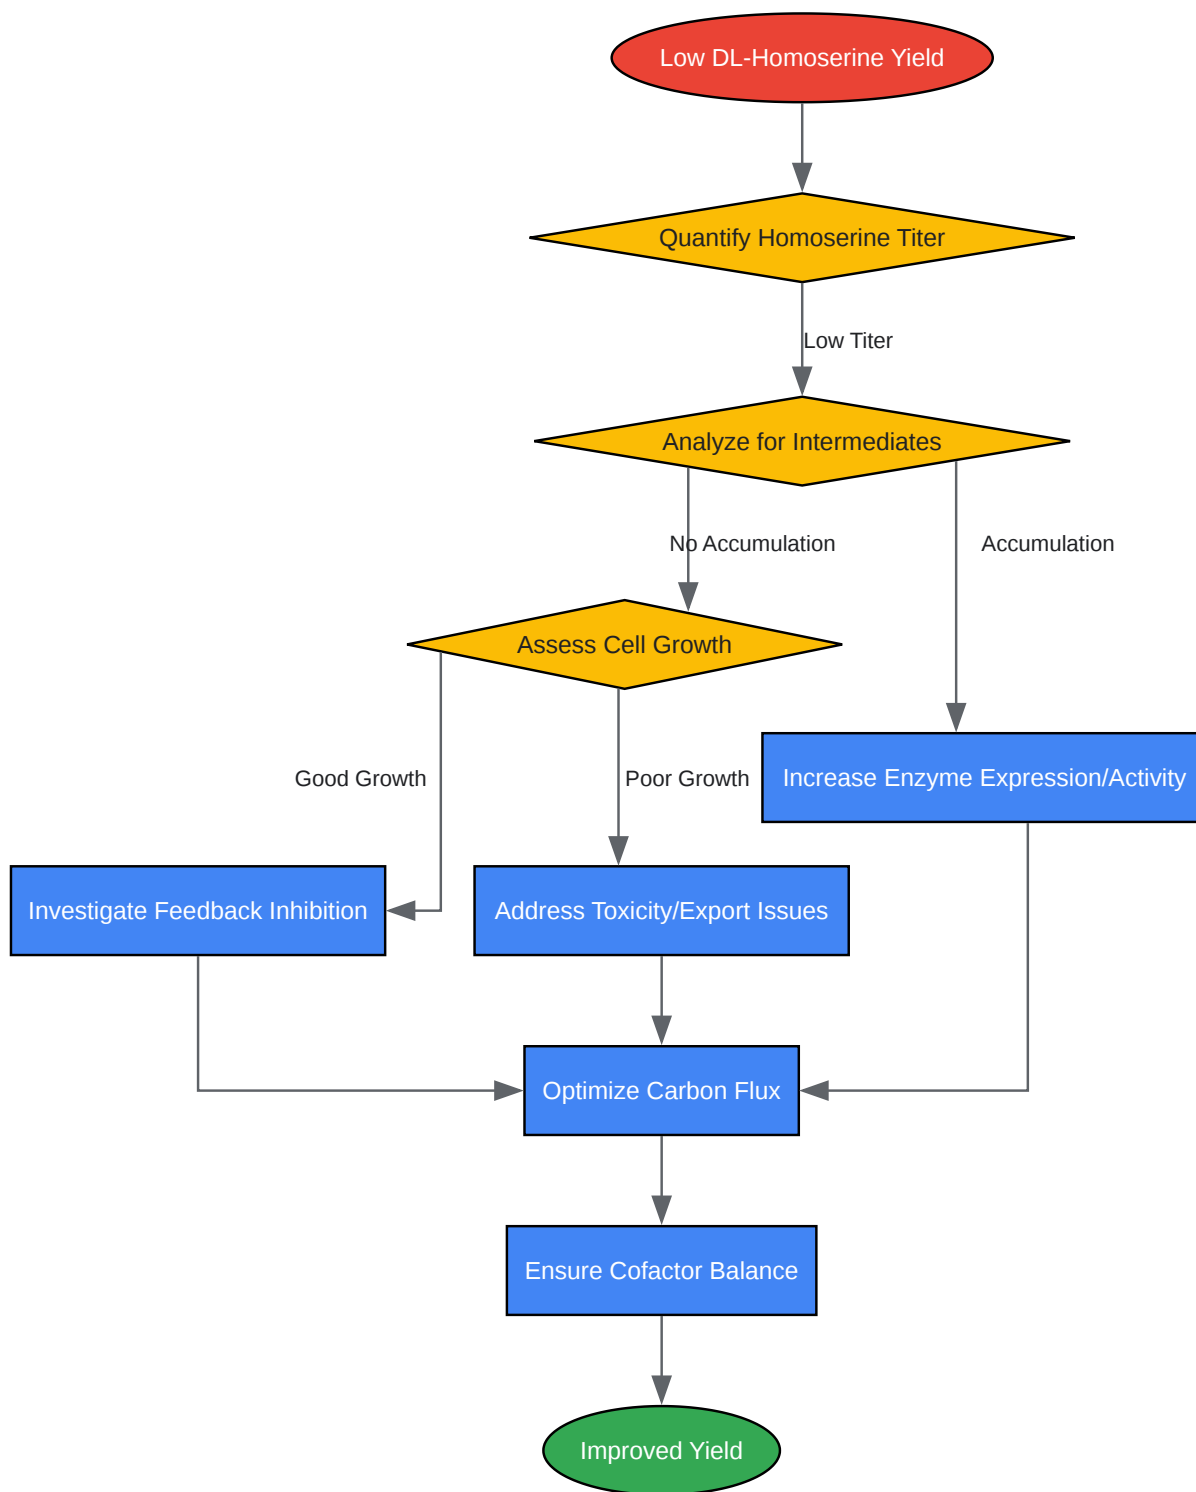 Low DL-Homoserine Yield
Quantify Homoserine Titer
Low Titer
Analyze for Intermediates
No Accumulation
Accumulation
Assess Cell Growth
Good Growth
Poor Growth
Increase Enzyme Expression/Activity
Investigate Feedback Inhibition
Address Toxicity/Export Issues
Optimize Carbon Flux
Ensure Cofactor Balance
Improved Yield